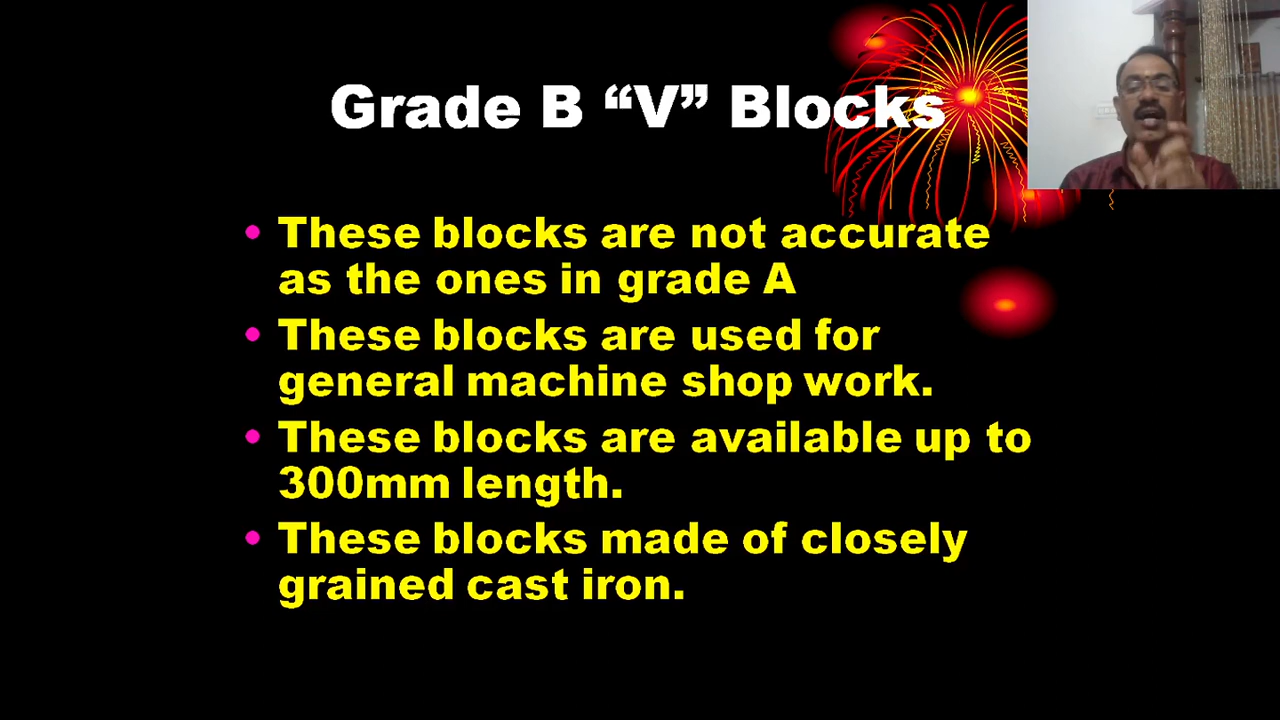 Grade B “V” Blocks
• These blocks are not accurate
as the ones in grade A
• These blocks are used for
general machine shop work.
• These blocks are available up to
300mm length.
• These blocks made of closely
grained cast iron.